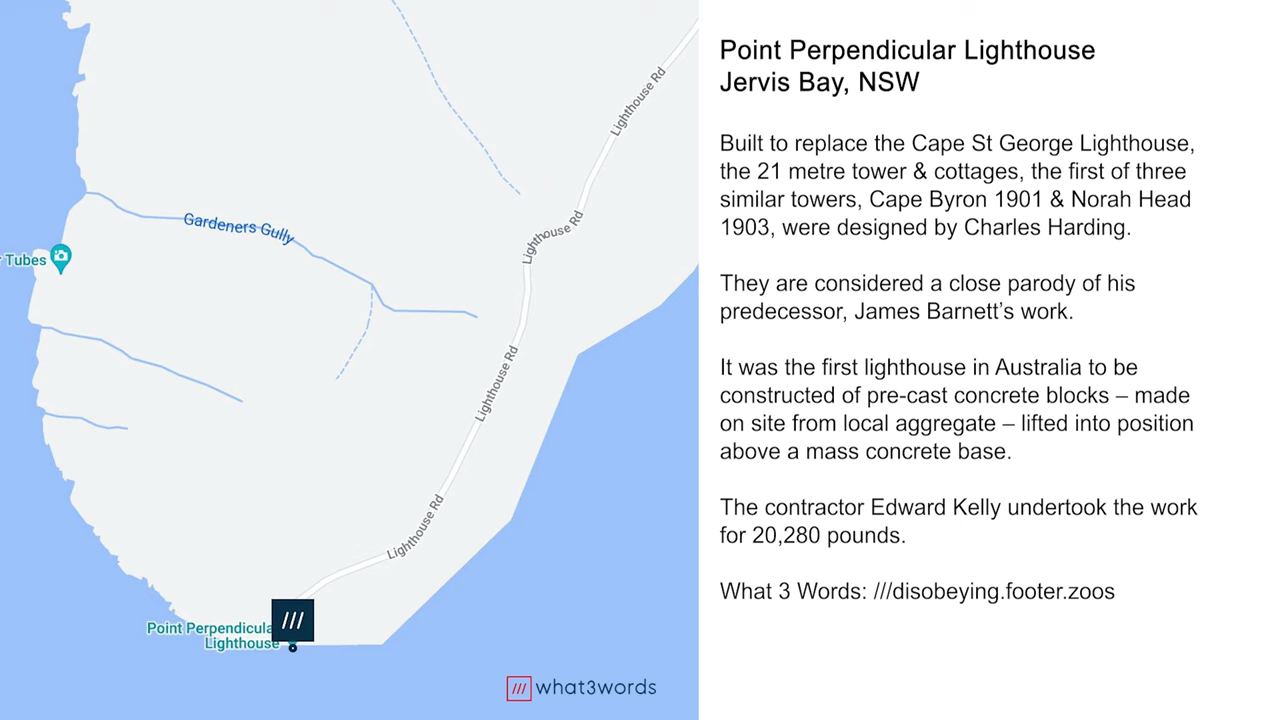 Point Perpendicular Lighthouse
Jervis Bay, NSW
Built to replace the Cape St George Lighthouse,
the 21 metre tower & cottages, the first of three
similar towers, Cape Byron 1901 & Norah Head
1903, were designed by Charles Harding.
They are considered a close parody of his
predecessor, James Barnett’s work.
It was the first lighthouse in Australia to be
constructed of pre-cast concrete blocks – made
on site from local aggregate – lifted into position
above a mass concrete base.
The contractor Edward Kelly undertook the work
for 20,280 pounds.
What 3 Words: ///disobeying.footer.zoos
Lighthouse Rd
Lighthouse Rd
Gardeners Gully
Tubes
Lighthouse Rd
Lighthouse Rd
///
Point Perpendicula
Lighthouse
/// what3words